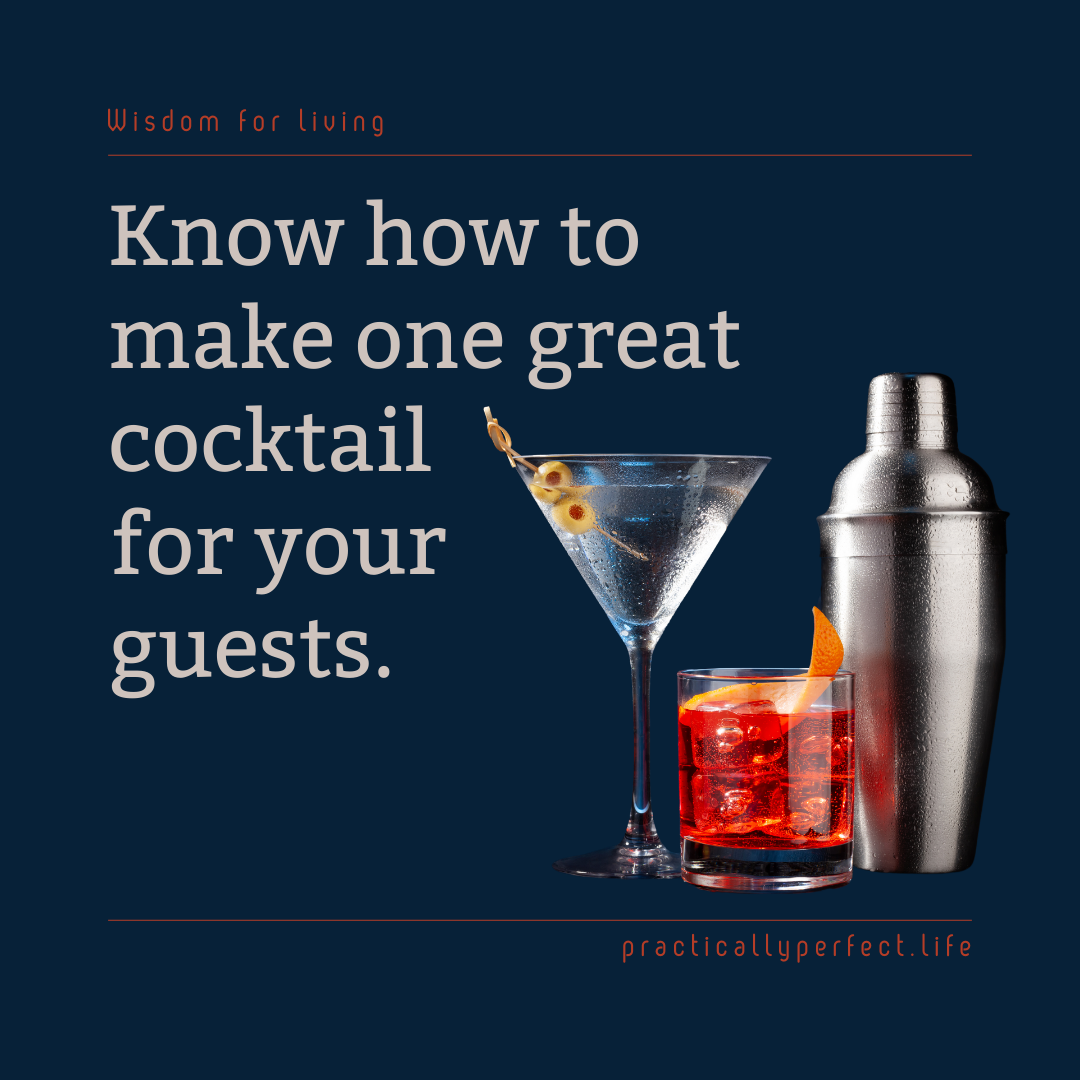 Wisdom for living
Know how to
make one great
cocktail
for your
guests.
practicallyperfect.life